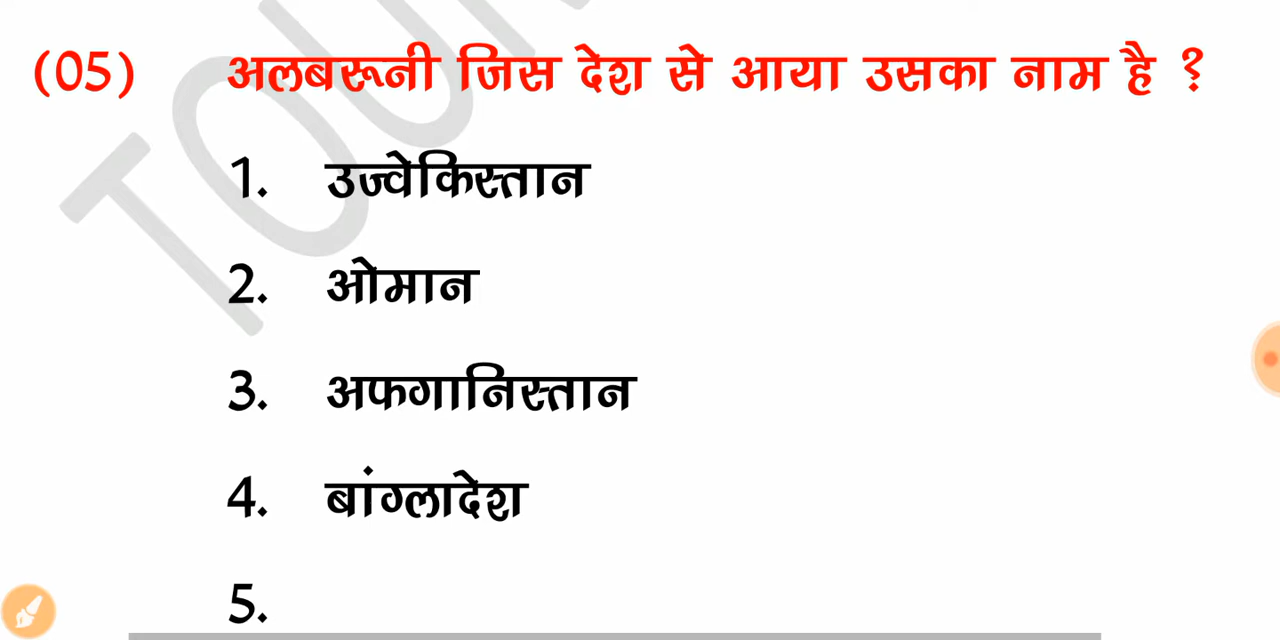 (05) अलबरूनी जिस देश से आया उसका नाम है ?
1. उज्वेकिस्तान
2. ओमान
3. अफगानिस्तान
4. बांग्लादेश
5.